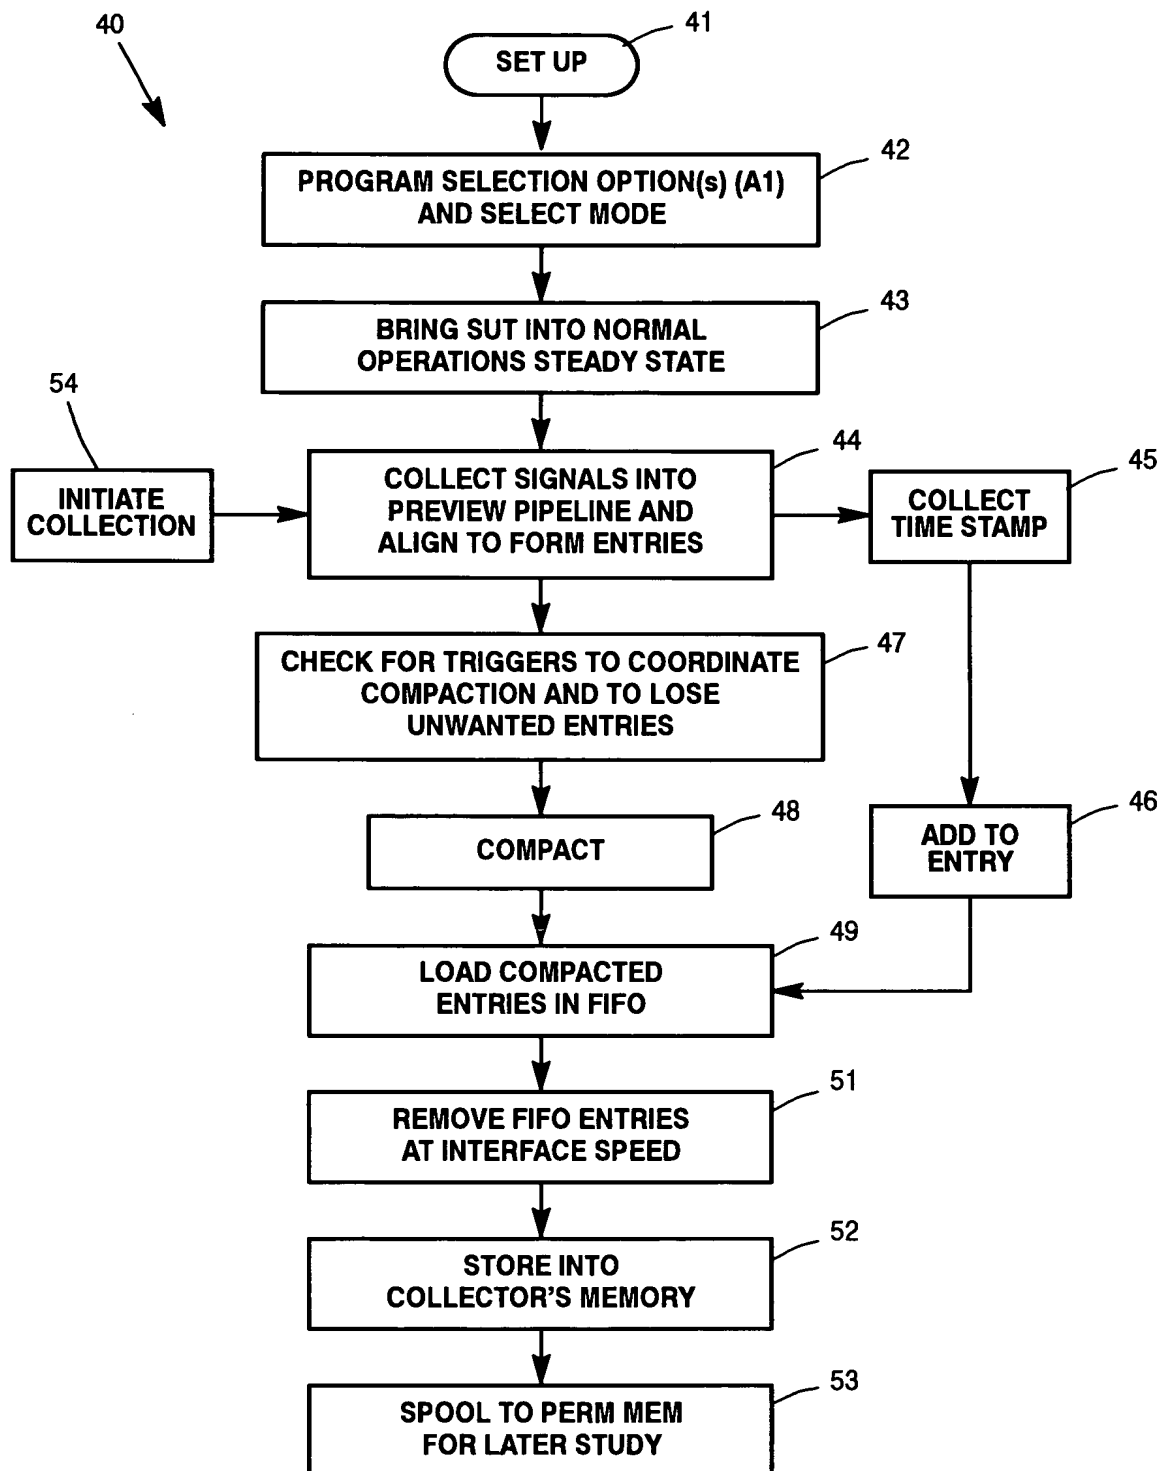 40
41
SET UP
42
PROGRAM SELECTION OPTION(s) (A1)
AND SELECT MODE
43
BRING SUT INTO NORMAL
OPERATIONS STEADY STATE
54
INITIATE
COLLECTION
44
COLLECT SIGNALS INTO
PREVIEW PIPELINE AND
ALIGN TO FORM ENTRIES
45
COLLECT
TIME STAMP
47
CHECK FOR TRIGGERS TO COORDINATE
COMPACTION AND TO LOSE
UNWANTED ENTRIES
48
COMPACT
46
ADD TO
ENTRY
49
LOAD COMPACTED
ENTRIES IN FIFO
51
REMOVE FIFO ENTRIES
AT INTERFACE SPEED
52
STORE INTO
COLLECTOR'S MEMORY
53
SPOOL TO PERM MEM
FOR LATER STUDY